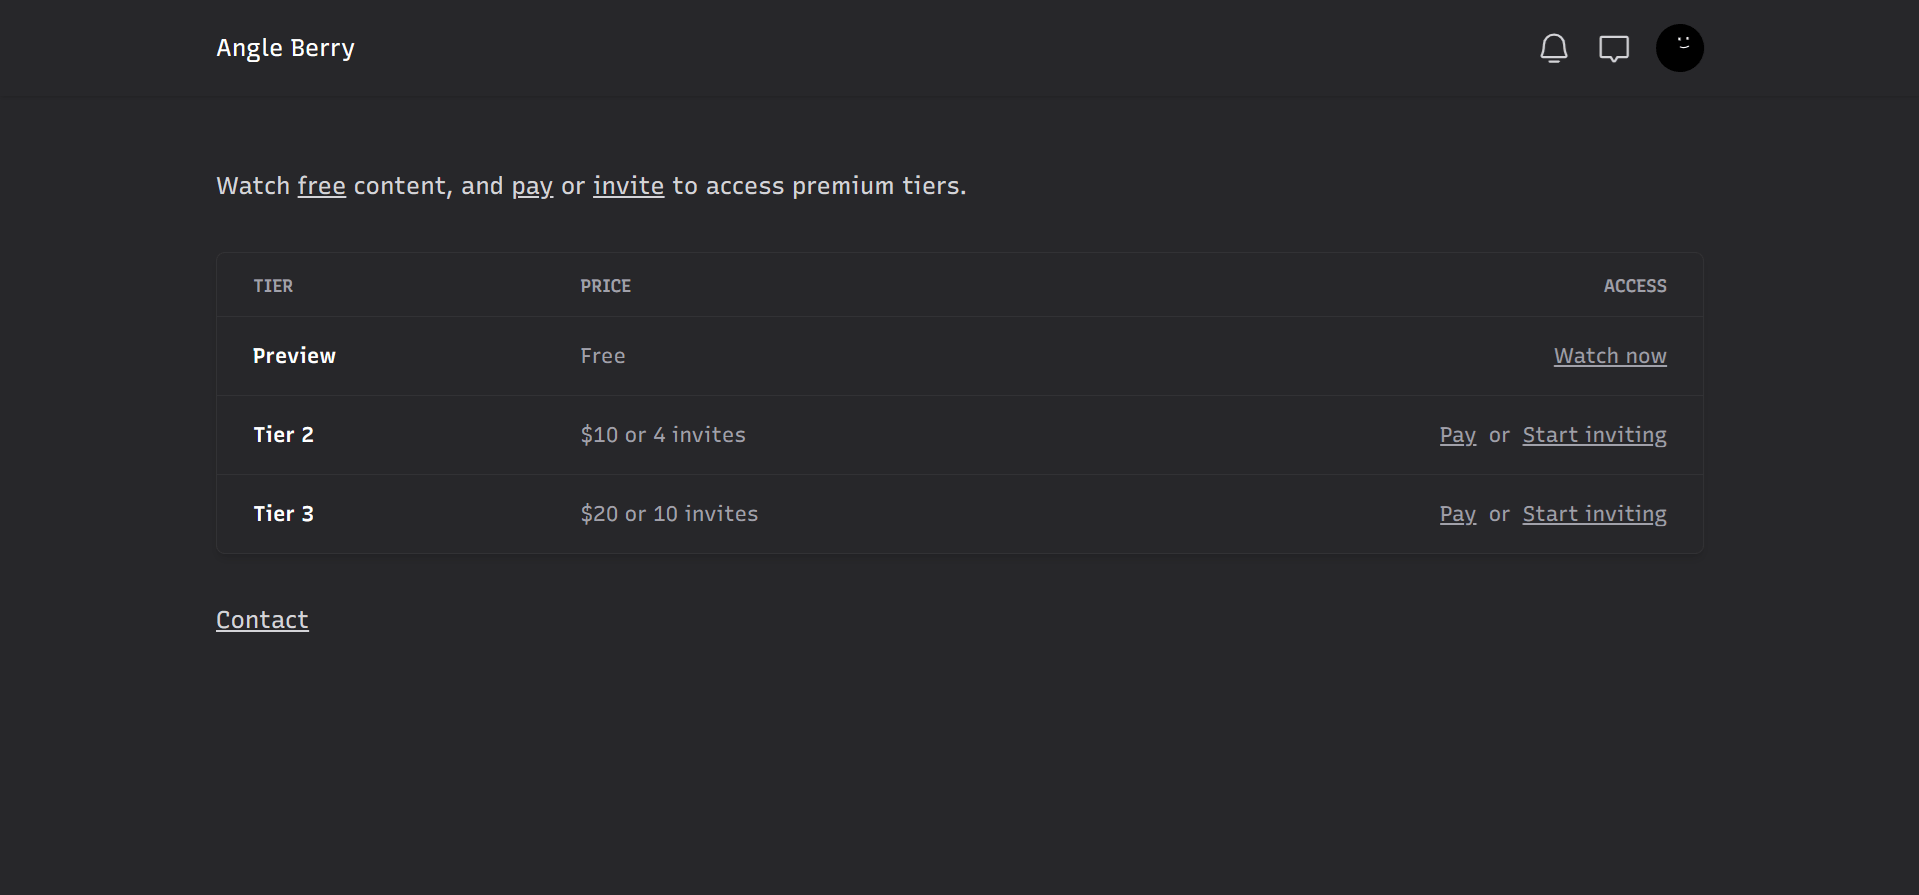 Angle Berry
Watch free content, and pay or invite to access premium tiers.
TIER PRICE ACCESS
Preview Free Watch now
Tier 2 $10 or 4 invites Pay or Start inviting
Tier 3 $20 or 10 invites Pay or Start inviting
Contact